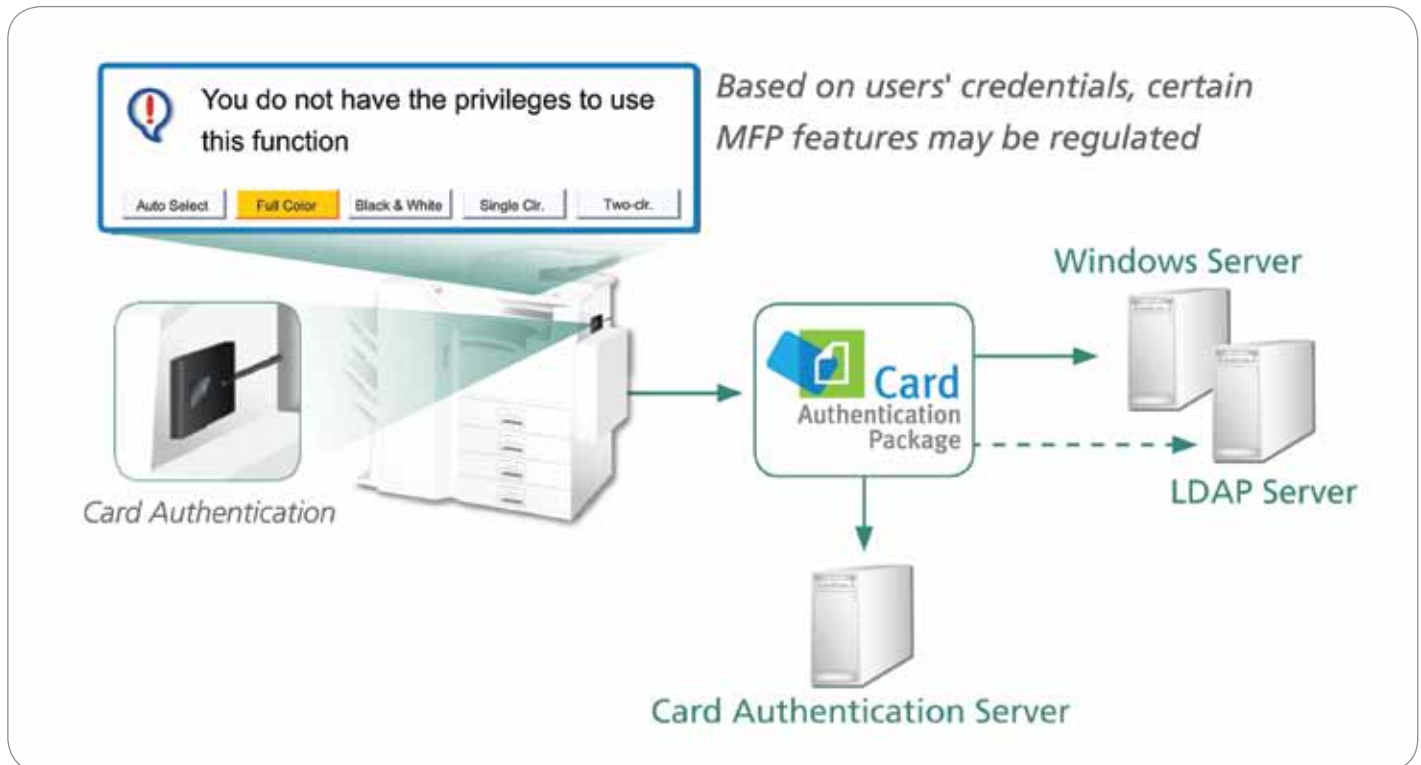 You do not have the privileges to use
this function
Auto Select
Full Color
Black & White
Single Clr.
Two-clr.
Based on users' credentials, certain
MFP features may be regulated
Card Authentication
Card
Authentication
Package
Windows Server
LDAP Server
Card Authentication Server